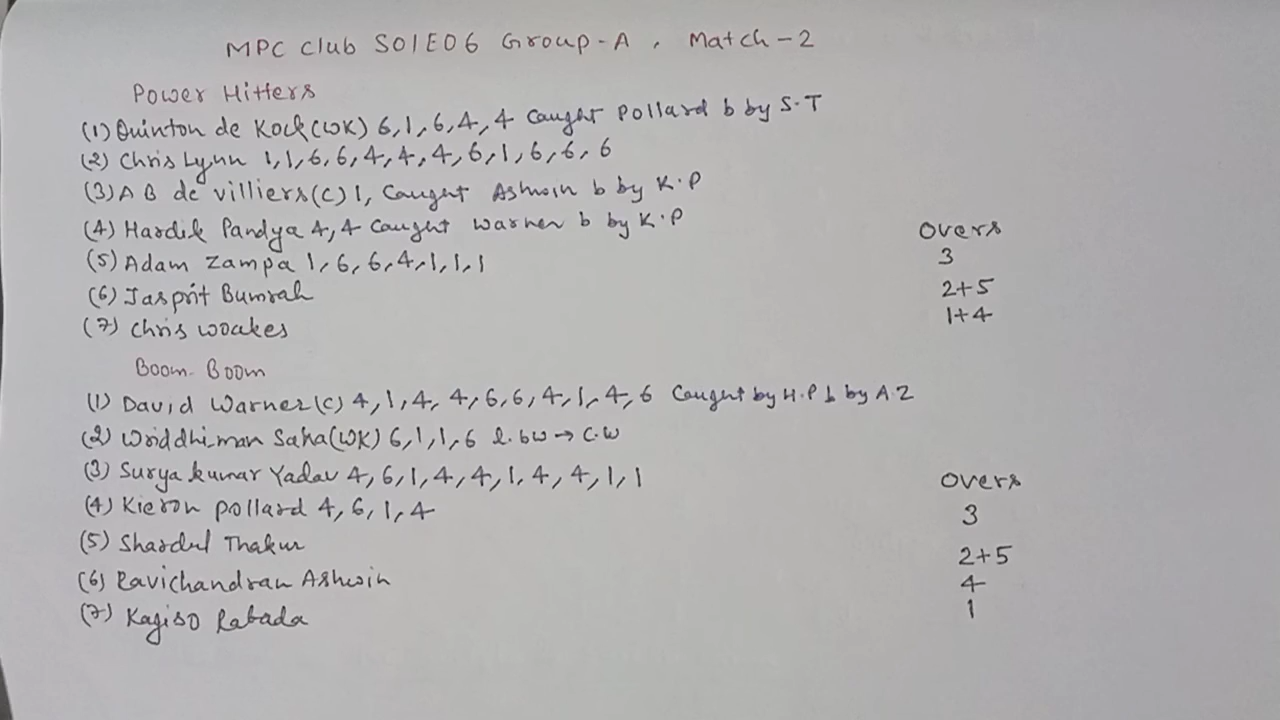 MPC Club S01E06 Group-A, Match-2
Power Hitters
(1) Quinton de Kock(WK) 6,1,6,4,4 Caught Pollard b by S.T
(2) Chris Lynn 1,1,6,6,4,4,4,6,1,6,6,6
(3) A B de villiers(C) 1, Caught Ashwin b by K.P
(4) Hardik Pandya 4,4 Caught Warner b by K.P
Overs
(5) Adam Zampa 1,6,6,4,1,1,1
3
(6) Jasprit Bumrah
2+5
(7) Chris woakes
1+4
Boom Boom
(1) David Warner(C) 4,1,4,4,6,6,4,1,4,6 Caught by H.P b by A.Z
(2) Wriddhiman Saha(WK) 6,1,1,6 l.bw → C.W
(3) Surya kumar Yadav 4,6,1,4,4,1,4,4,1,1
Overs
(4) Kieron pollard 4,6,1,4
3
(5) Shardul Thakur
2+5
(6) Ravichandran Ashwin
4
(7) Kagiso Rabada
1